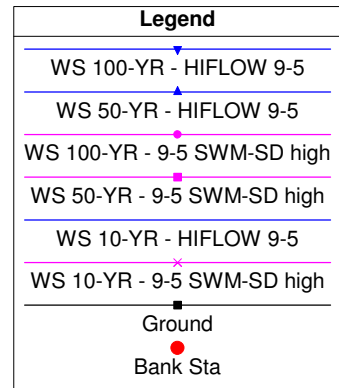 Legend
WS 100-YR - HIFLOW 9-5
WS 50-YR - HIFLOW 9-5
WS 100-YR - 9-5 SWM-SD high
WS 50-YR - 9-5 SWM-SD high
WS 10-YR - HIFLOW 9-5
WS 10-YR - 9-5 SWM-SD high
Ground
Bank Sta